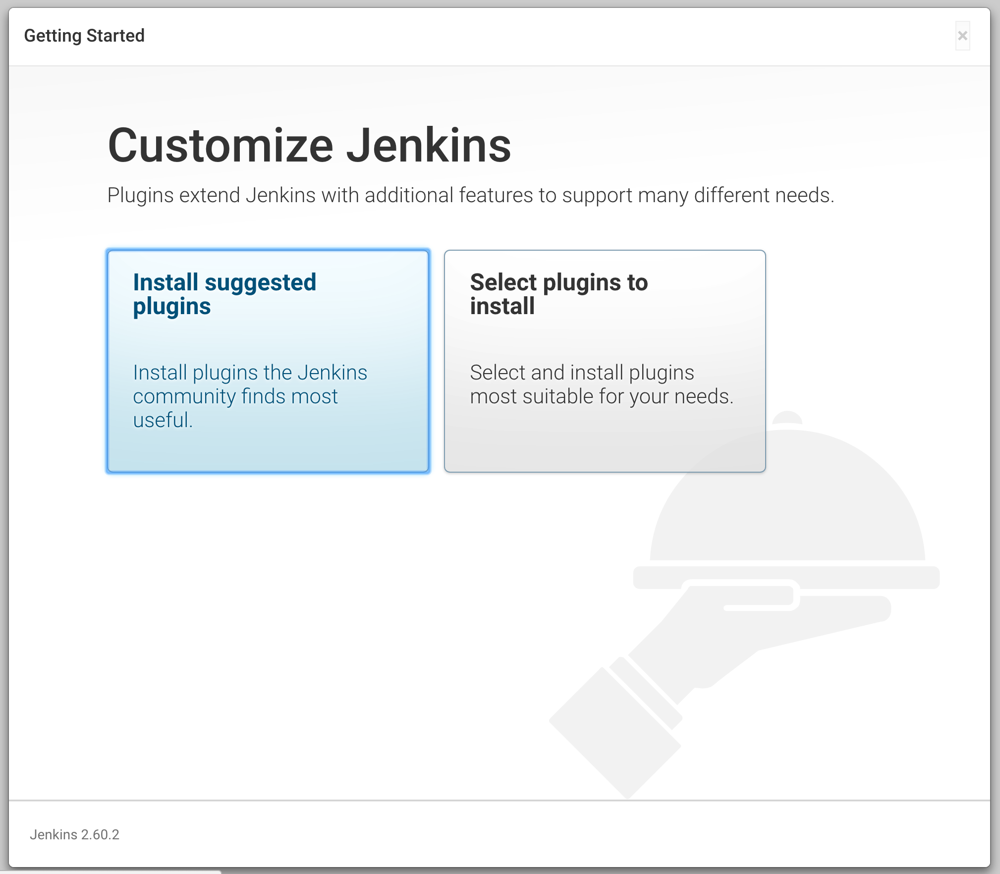 Getting Started
×
Customize Jenkins
Plugins extend Jenkins with additional features to support many different needs.
Install suggested
plugins
Install plugins the Jenkins
community finds most
useful.
Select plugins to
install
Select and install plugins
most suitable for your needs.
Jenkins 2.60.2